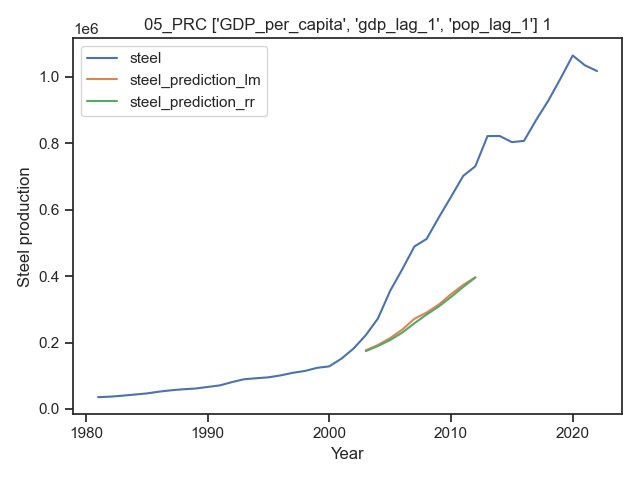 05_PRC ['GDP_per_capita', 'gdp_lag_1', 'pop_lag_1'] 1
1e6
steel
steel_prediction_lm
steel_prediction_rr
1.0
0.8
0.6
0.4
0.2
0.0
Steel production
1980 1990 2000 2010 2020
Year